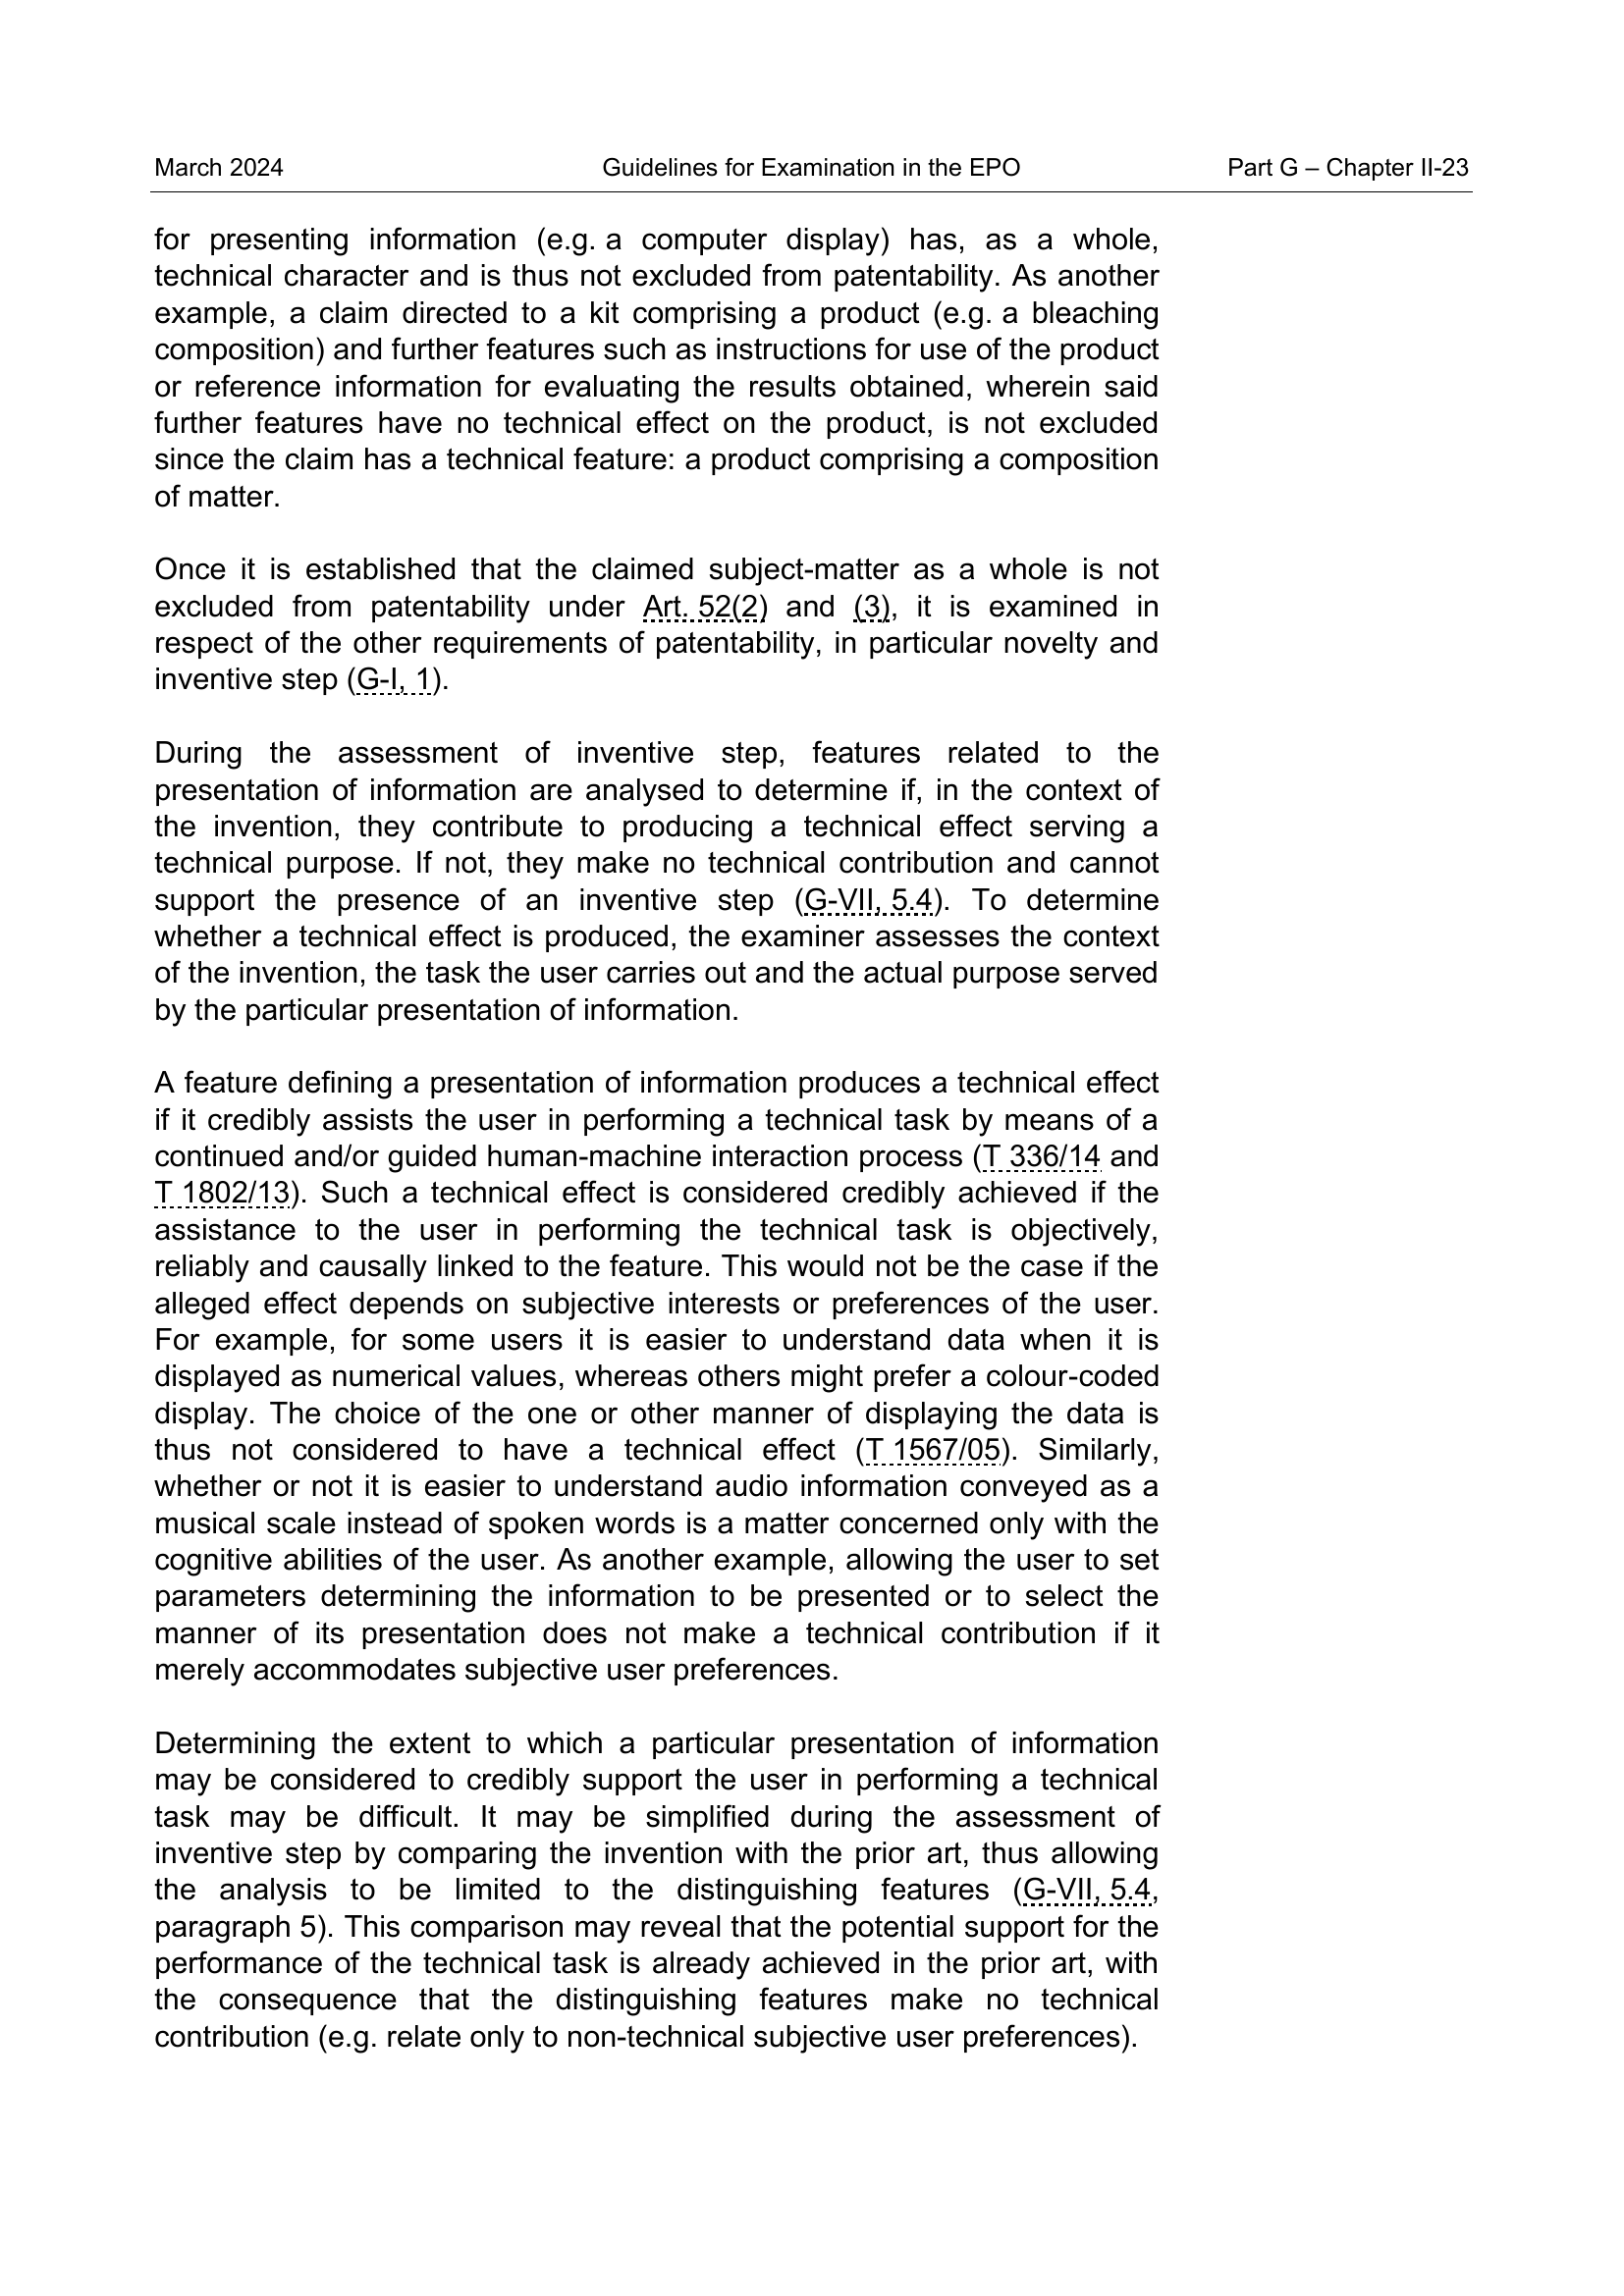 March 2024 Guidelines for Examination in the EPO Part G – Chapter II-23
for presenting information (e.g. a computer display) has, as a whole,
technical character and is thus not excluded from patentability. As another
example, a claim directed to a kit comprising a product (e.g. a bleaching
composition) and further features such as instructions for use of the product
or reference information for evaluating the results obtained, wherein said
further features have no technical effect on the product, is not excluded
since the claim has a technical feature: a product comprising a composition
of matter.
Once it is established that the claimed subject-matter as a whole is not
excluded from patentability under Art. 52(2) and (3), it is examined in
respect of the other requirements of patentability, in particular novelty and
inventive step (G-I, 1).
During the assessment of inventive step, features related to the
presentation of information are analysed to determine if, in the context of
the invention, they contribute to producing a technical effect serving a
technical purpose. If not, they make no technical contribution and cannot
support the presence of an inventive step (G-VII, 5.4). To determine
whether a technical effect is produced, the examiner assesses the context
of the invention, the task the user carries out and the actual purpose served
by the particular presentation of information.
A feature defining a presentation of information produces a technical effect
if it credibly assists the user in performing a technical task by means of a
continued and/or guided human-machine interaction process (T 336/14 and
T 1802/13). Such a technical effect is considered credibly achieved if the
assistance to the user in performing the technical task is objectively,
reliably and causally linked to the feature. This would not be the case if the
alleged effect depends on subjective interests or preferences of the user.
For example, for some users it is easier to understand data when it is
displayed as numerical values, whereas others might prefer a colour-coded
display. The choice of the one or other manner of displaying the data is
thus not considered to have a technical effect (T 1567/05). Similarly,
whether or not it is easier to understand audio information conveyed as a
musical scale instead of spoken words is a matter concerned only with the
cognitive abilities of the user. As another example, allowing the user to set
parameters determining the information to be presented or to select the
manner of its presentation does not make a technical contribution if it
merely accommodates subjective user preferences.
Determining the extent to which a particular presentation of information
may be considered to credibly support the user in performing a technical
task may be difficult. It may be simplified during the assessment of
inventive step by comparing the invention with the prior art, thus allowing
the analysis to be limited to the distinguishing features (G-VII, 5.4,
paragraph 5). This comparison may reveal that the potential support for the
performance of the technical task is already achieved in the prior art, with
the consequence that the distinguishing features make no technical
contribution (e.g. relate only to non-technical subjective user preferences).